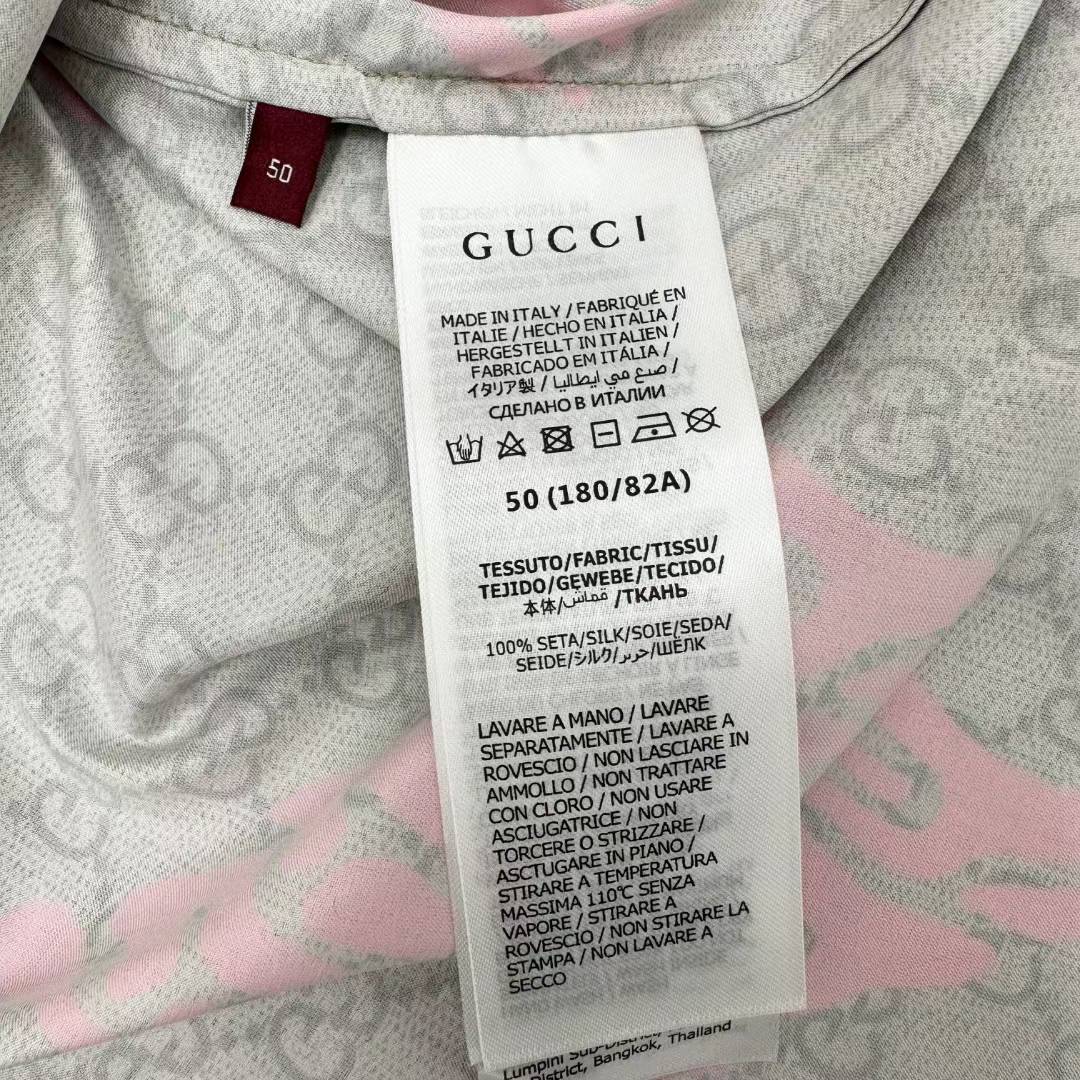 50
GUCCI
MADE IN ITALY / FABRIQUÉ EN
ITALIE / HECHO EN ITALIA /
HERGESTELLT IN ITALIEN /
FABRICADO EM ITÁLIA /
イタリア製 / صنع في ايطاليا /
СДЕЛАНО В ИТАЛИИ
50 (180/82A)
TESSUTO/FABRIC/TISSU/
TEJIDO/GEWEBE/TECIDO/
本体/قماش /ТКАНЬ
100% SETA/SILK/SOIE/SEDA/
SEIDE/シルク/حرير/ШЁЛК
LAVARE A MANO / LAVARE
SEPARATAMENTE / LAVARE A
ROVESCIO / NON LASCIARE IN
AMMOLLO / NON TRATTARE
CON CLORO / NON USARE
ASCIUGATRICE / NON
TORCERE O STRIZZARE /
ASCTUGARE IN PIANO /
STIRARE A TEMPERATURA
MASSIMA 110℃ SENZA
VAPORE / STIRARE A
ROVESCIO / NON STIRARE LA
STAMPA / NON LAVARE A
SECCO
Lumpini Sub-District,
District, Bangkok, Thailand